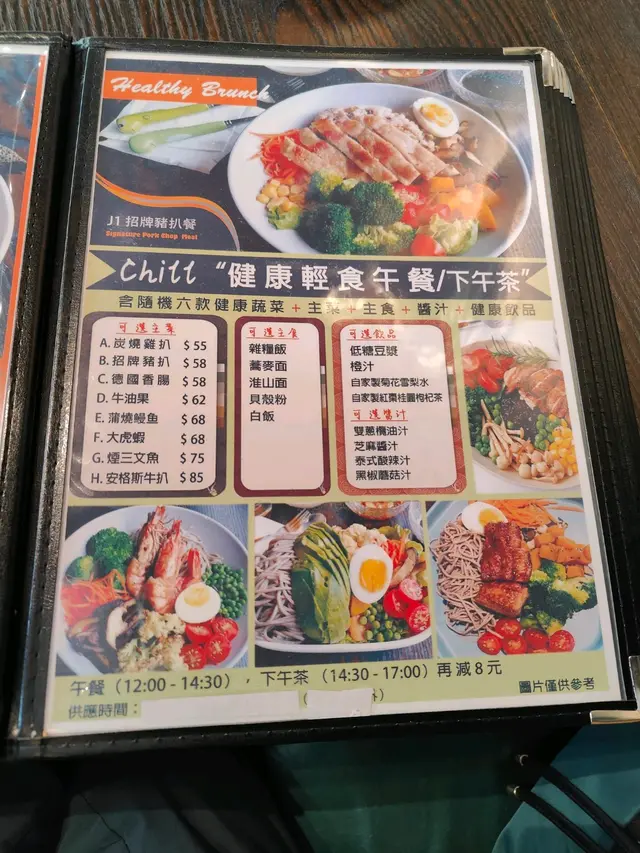 Healthy Brunch
J1 招牌豬扒餐
Signature Pork Chop Meal
Chill “健康輕食午餐/下午茶”
含隨機六款健康蔬菜 + 主菜 + 主食 + 醬汁 + 健康飲品
可選主菜
A. 炭燒雞扒 $ 55
B. 招牌豬扒 $ 58
C. 德國香腸 $ 58
D. 牛油果 $ 62
E. 蒲燒鰻魚 $ 68
F. 大虎蝦 $ 68
G. 煙三文魚 $ 75
H. 安格斯牛扒 $ 85
可選主食
雜糧飯
蕎麥面
淮山面
貝殼粉
白飯
可選飲品
低糖豆漿
橙汁
自家製菊花雪梨水
自家製紅棗桂圓枸杞茶
可選醬汁
雙蔥欖油汁
芝麻醬汁
泰式酸辣汁
黑椒蘑菇汁
午餐（12:00 - 14:30），下午茶（14:30 - 17:00）再減8元
供應時間：
圖片僅供參考